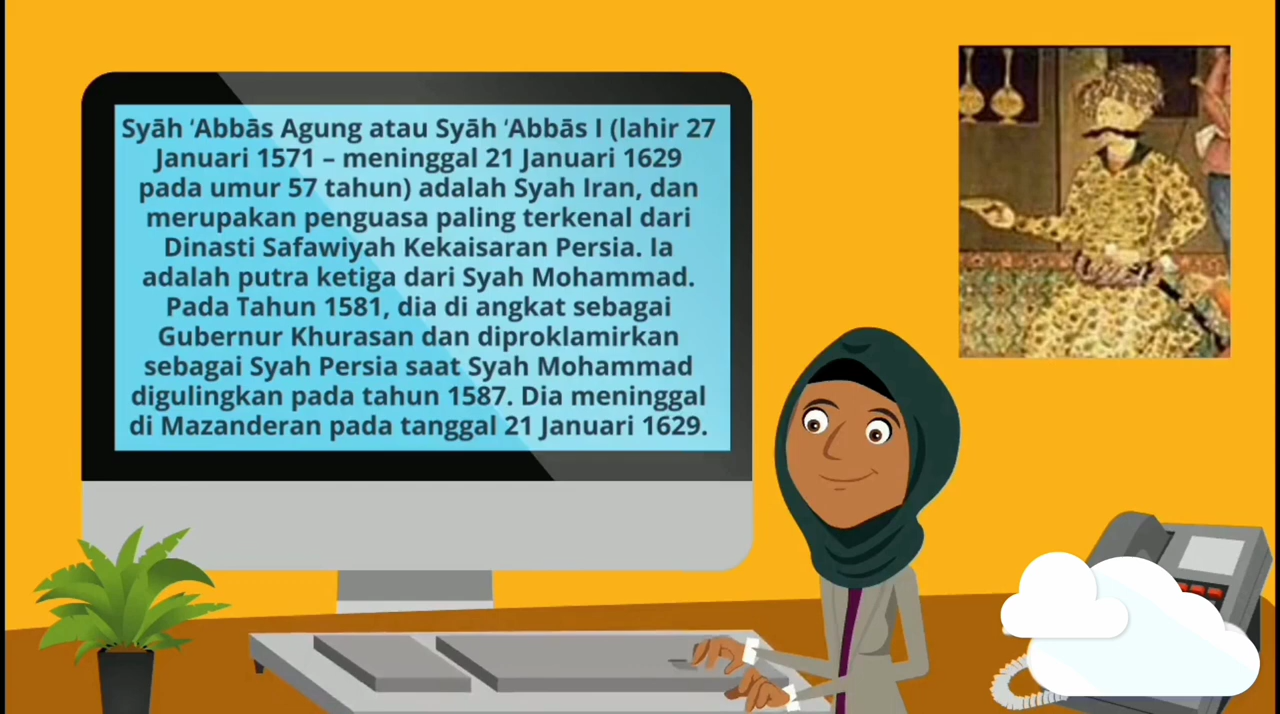 Syāh ‘Abbās Agung atau Syāh ‘Abbās I (lahir 27
Januari 1571 – meninggal 21 Januari 1629
pada umur 57 tahun) adalah Syah Iran, dan
merupakan penguasa paling terkenal dari
Dinasti Safawiyah Kekaisaran Persia. Ia
adalah putra ketiga dari Syah Mohammad.
Pada Tahun 1581, dia di angkat sebagai
Gubernur Khurasan dan diproklamirkan
sebagai Syah Persia saat Syah Mohammad
digulingkan pada tahun 1587. Dia meninggal
di Mazanderan pada tanggal 21 Januari 1629.